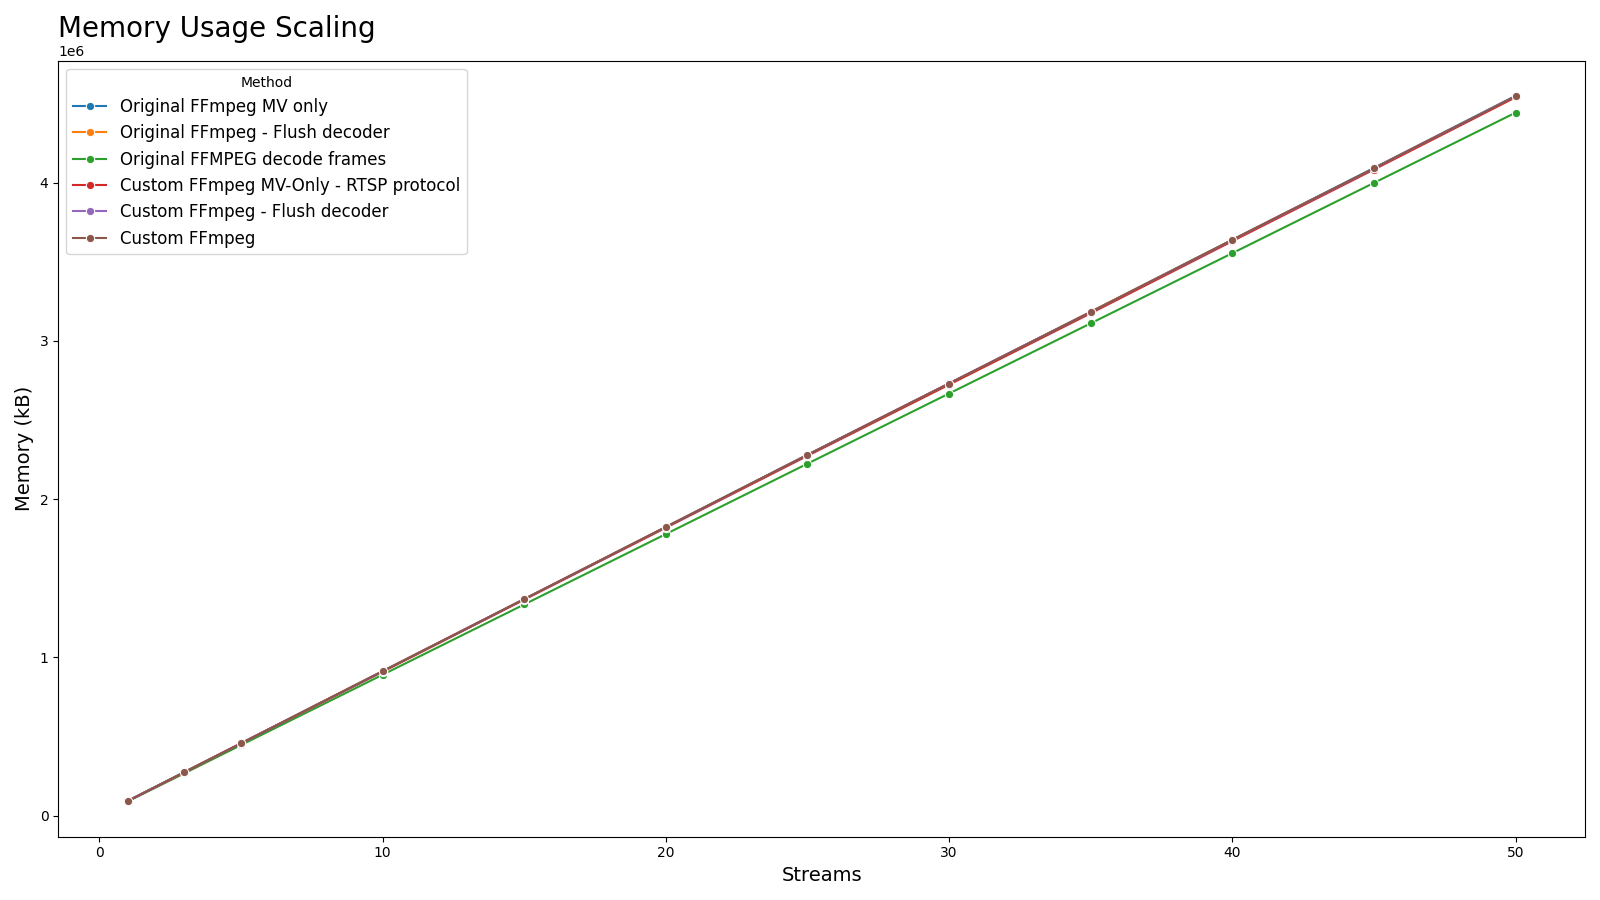 Memory Usage Scaling
1e6
Method
Original FFmpeg MV only
Original FFmpeg - Flush decoder
Original FFMPEG decode frames
Custom FFmpeg MV-Only - RTSP protocol
Custom FFmpeg - Flush decoder
Custom FFmpeg
4
3
2
1
0
Memory (kB)
0 10 20 30 40 50
Streams